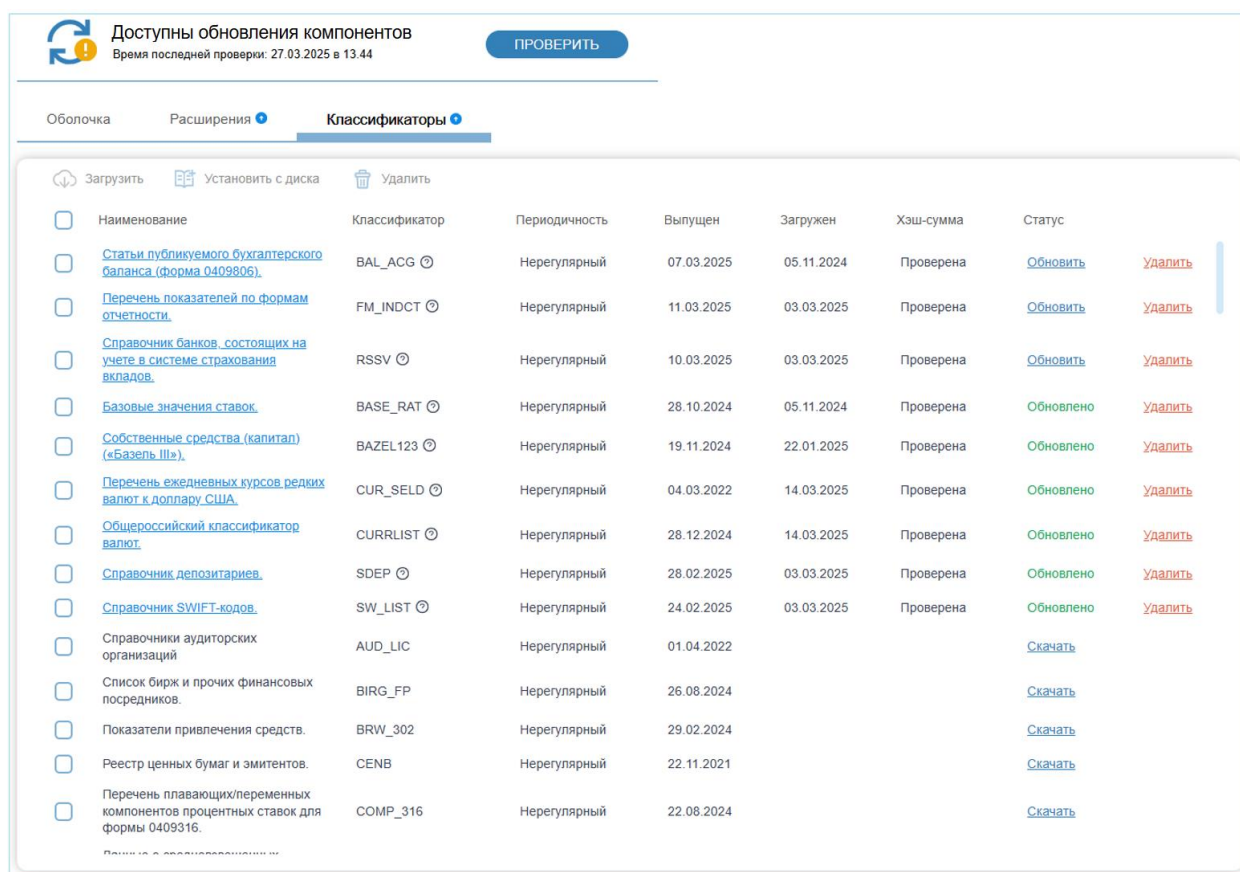 Доступны обновления компонентов
Время последней проверки: 27.03.2025 в 13.44
ПРОВЕРИТЬ
Оболочка Расширения Классификаторы
Загрузить Установить с диска Удалить
Наименование Классификатор Периодичность Выпущен Загружен Хэш-сумма Статус
Статьи публикуемого бухгалтерского
баланса (форма 0409806). BAL_ACG Нерегулярный 07.03.2025 05.11.2024 Проверена Обновить Удалить
Перечень показателей по формам
отчетности. FM_INDCT Нерегулярный 11.03.2025 03.03.2025 Проверена Обновить Удалить
Справочник банков, состоящих на
учете в системе страхования
вкладов. RSSV Нерегулярный 10.03.2025 03.03.2025 Проверена Обновить Удалить
Базовые значения ставок. BASE_RAT Нерегулярный 28.10.2024 05.11.2024 Проверена Обновлено Удалить
Собственные средства (капитал)
(«Базель III»). BAZEL123 Нерегулярный 19.11.2024 22.01.2025 Проверена Обновлено Удалить
Перечень ежедневных курсов редких
валют к доллару США. CUR_SELD Нерегулярный 04.03.2022 14.03.2025 Проверена Обновлено Удалить
Общероссийский классификатор
валют. CURRLIST Нерегулярный 28.12.2024 14.03.2025 Проверена Обновлено Удалить
Справочник депозитариев. SDEP Нерегулярный 28.02.2025 03.03.2025 Проверена Обновлено Удалить
Справочник SWIFT-кодов. SW_LIST Нерегулярный 24.02.2025 03.03.2025 Проверена Обновлено Удалить
Справочники аудиторских
организаций AUD_LIC Нерегулярный 01.04.2022 Скачать
Список бирж и прочих финансовых
посредников. BIRG_FP Нерегулярный 26.08.2024 Скачать
Показатели привлечения средств. BRW_302 Нерегулярный 29.02.2024 Скачать
Реестр ценных бумаг и эмитентов. CENB Нерегулярный 22.11.2021 Скачать
Перечень плавающих/переменных
компонентов процентных ставок для
формы 0409316. COMP_316 Нерегулярный 22.08.2024 Скачать